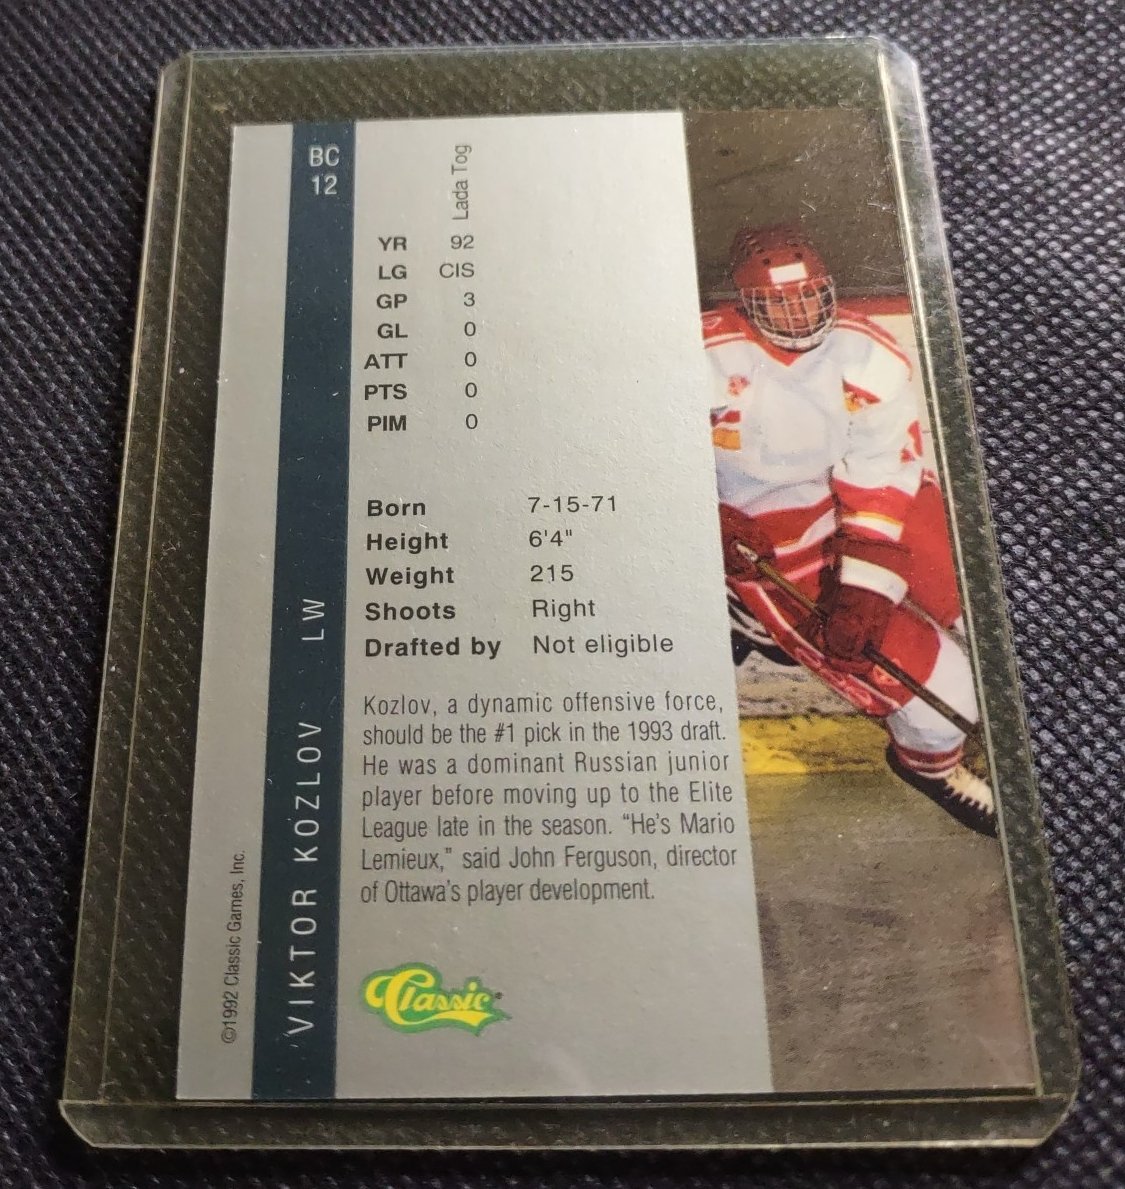 BC
12
Lada Tog
YR 92
LG CIS
GP 3
GL 0
ATT 0
PTS 0
PIM 0
Born 7-15-71
Height 6'4"
Weight 215
Shoots Right
Drafted by Not eligible
Kozlov, a dynamic offensive force,
should be the #1 pick in the 1993 draft.
He was a dominant Russian junior
player before moving up to the Elite
League late in the season. “He's Mario
Lemieux,” said John Ferguson, director
of Ottawa's player development.
Classic
VIKTOR KOZLOV LW
©1992 Classic Games, Inc.